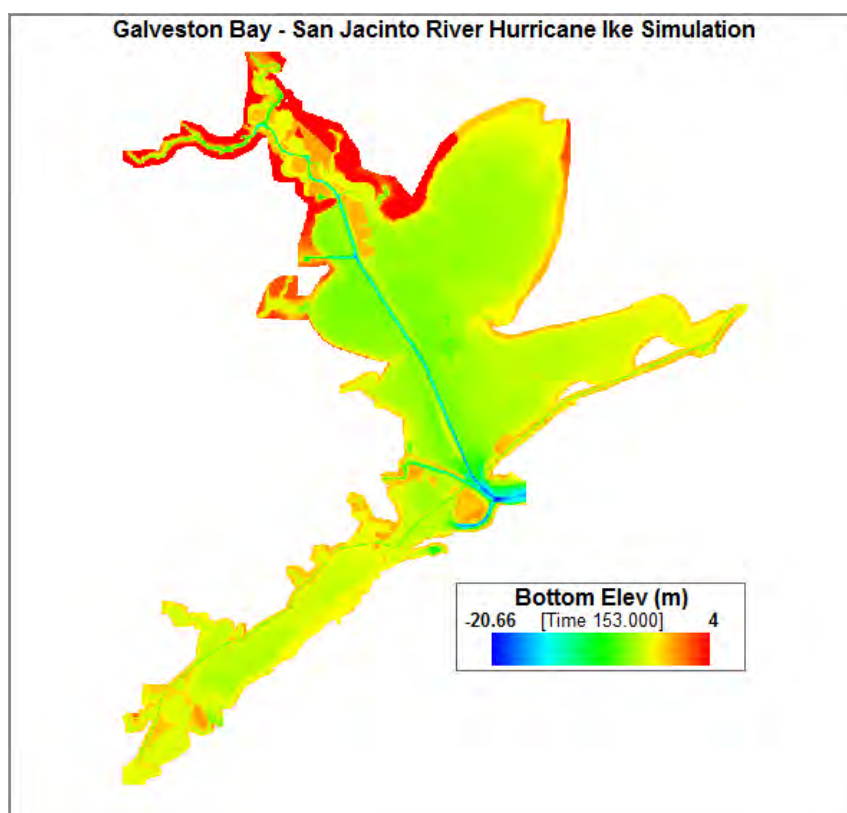 Galveston Bay - San Jacinto River Hurricane Ike Simulation
Bottom Elev (m)
-20.66 [Time 153.000] 4